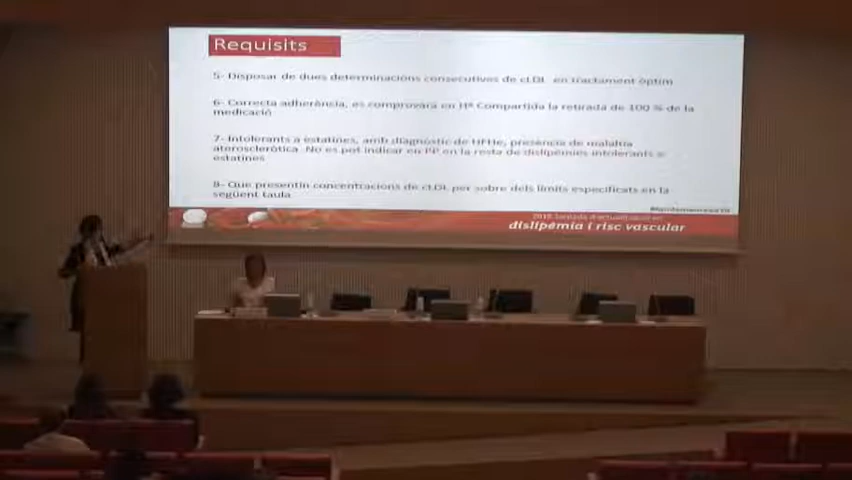 Requisits
5- Disposar de dues determinacions consecutives de cLDL en tractament òptim
6- Correcta adherència, es comprovarà en Hª Compartida la retirada de 100 % de la
medicació
7- Intolerants a estatines, amb diagnòstic de HFHe, presència de malaltia
ateroscleròtica. No es pot indicar en PP en la resta de dislipèmies intolerants a
estatines
8- Que presentin concentracions de cLDL per sobre dels límits especificats en la
següent taula
dislipèmia i risc vascular